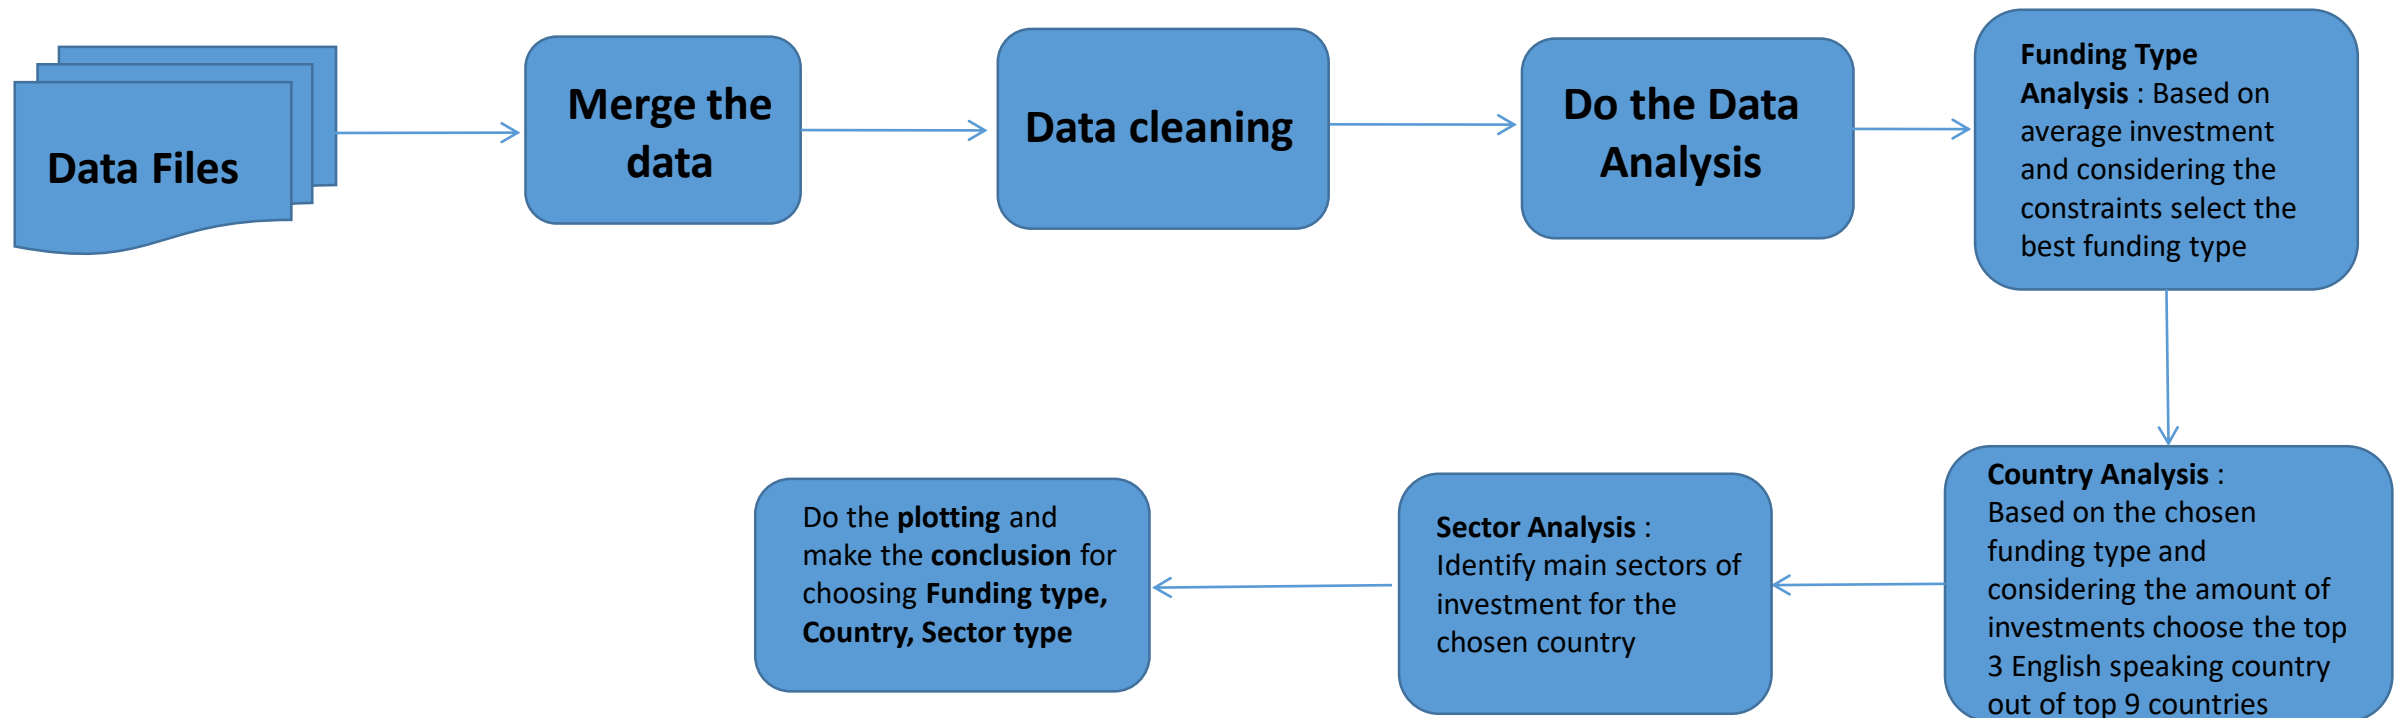 Data Files
Merge the
data
Data cleaning
Do the Data
Analysis
Funding Type
Analysis : Based on
average investment
and considering the
constraints select the
best funding type
Country Analysis :
Based on the chosen
funding type and
considering the amount of
investments choose the top
3 English speaking country
out of top 9 countries
Sector Analysis :
Identify main sectors of
investment for the
chosen country
Do the plotting and
make the conclusion for
choosing Funding type,
Country, Sector type